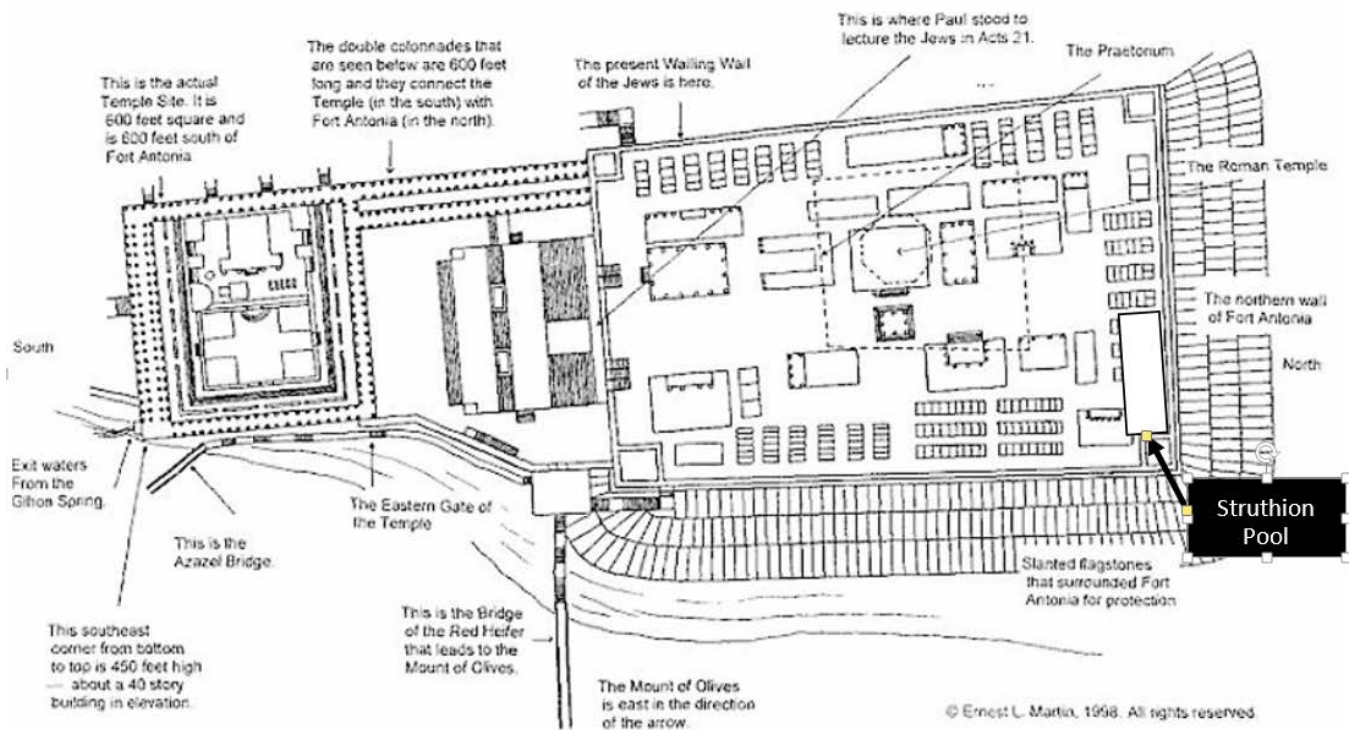 This is where Paul stood to
lecture the Jews in Acts 21.
The Praetorium
The double colonnades that
are seen below are 600 feet
long and they connect the
Temple (in the south) with
Fort Antonia (in the north).
The present Wailing Wall
of the Jews is here.
This is the actual
Temple Site. It is
600 feet square and
is 600 feet south of
Fort Antonia
The Roman Temple
The northern wall
of Fort Antonia
North
South
Exit waters
From the
Gihon Spring.
The Eastern Gate of
the Temple
This is the
Azazel Bridge.
Struthion
Pool
Slanted flagstones
that surrounded Fort
Antonia for protection
This is the Bridge
of the Red Heifer
that leads to the
Mount of Olives.
This southeast
corner from bottom
to top is 450 feet high
— about a 40 story
building in elevation.
The Mount of Olives
is east in the direction
of the arrow.
© Ernest L. Martin, 1998. All rights reserved.